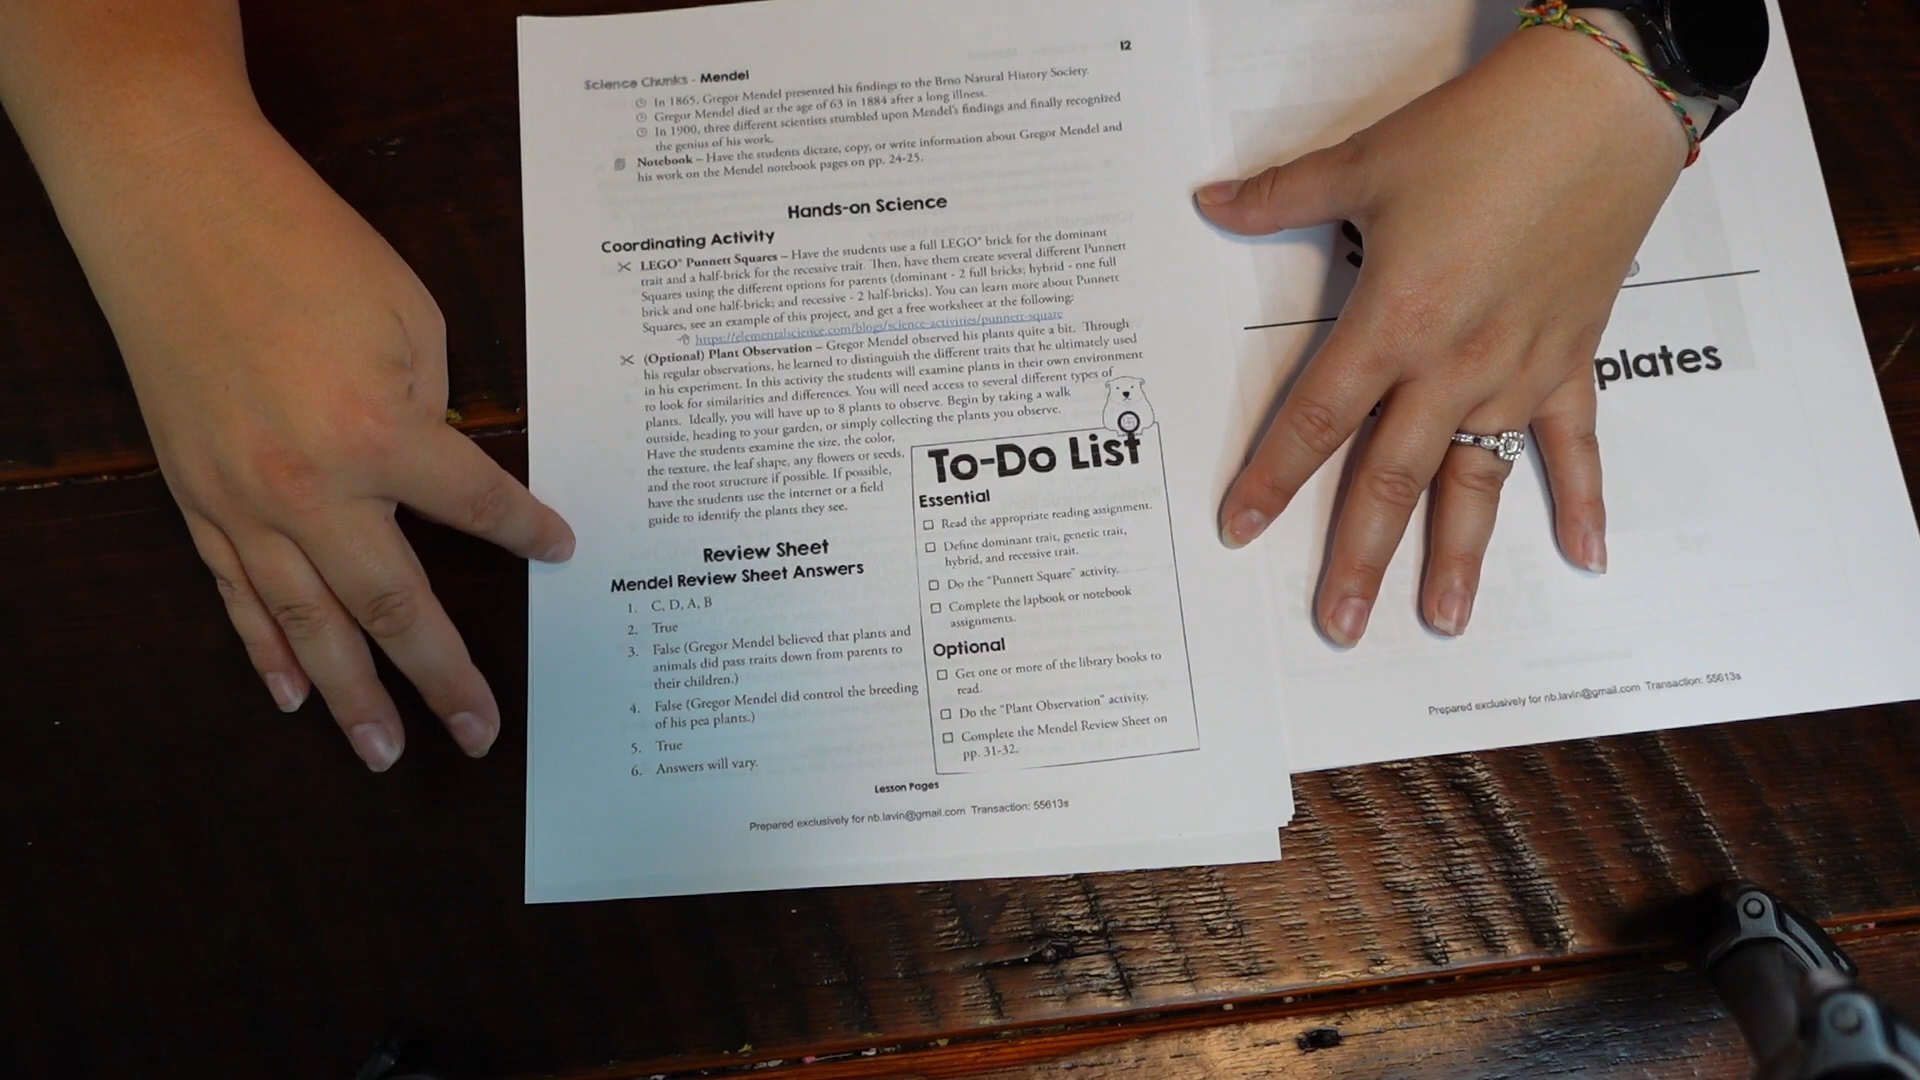 12
Science Chunks - Mendel
In 1865, Gregor Mendel presented his findings to the Brno Natural History Society.
Gregor Mendel died at the age of 63 in 1884 after a long illness.
In 1900, three different scientists stumbled upon Mendel's findings and finally recognized
the genius of his work.
Notebook – Have the students dictate, copy, or write information about Gregor Mendel and
his work on the Mendel notebook pages on pp. 24-25.
Hands-on Science
Coordinating Activity
LEGO® Punnett Squares – Have the students use a full LEGO® brick for the dominant
trait and a half-brick for the recessive trait. Then, have them create several different Punnett
Squares using the different options for parents (dominant - 2 full bricks; hybrid - one full
brick and one half-brick; and recessive - 2 half-bricks). You can learn more about Punnett
Squares, see an example of this project, and get a free worksheet at the following:
https://elementalscience.com/blogs/science-activities/punnett-square
(Optional) Plant Observation – Gregor Mendel observed his plants quite a bit. Through
his regular observations, he learned to distinguish the different traits that he ultimately used
in his experiment. In this activity the students will examine plants in their own environment
to look for similarities and differences. You will need access to several different types of
plants. Ideally, you will have up to 8 plants to observe. Begin by taking a walk
outside, heading to your garden, or simply collecting the plants you observe.
Have the students examine the size, the color,
the texture, the leaf shape, any flowers or seeds,
and the root structure if possible. If possible,
have the students use the internet or a field
guide to identify the plants they see.
Review Sheet
Mendel Review Sheet Answers
1. C, D, A, B
2. True
3. False (Gregor Mendel believed that plants and
animals did pass traits down from parents to
their children.)
4. False (Gregor Mendel did control the breeding
of his pea plants.)
5. True
6. Answers will vary.
To-Do List
Essential
Read the appropriate reading assignment.
Define dominant trait, genetic trait,
hybrid, and recessive trait.
Do the "Punnett Square" activity.
Complete the lapbook or notebook
assignments.
Optional
Get one or more of the library books to
read.
Do the "Plant Observation" activity.
Complete the Mendel Review Sheet on
pp. 31-32.
Lesson Pages
Prepared exclusively for nb.lavin@gmail.com Transaction: 55613s
plates
Prepared exclusively for nb.lavin@gmail.com Transaction: 55613s